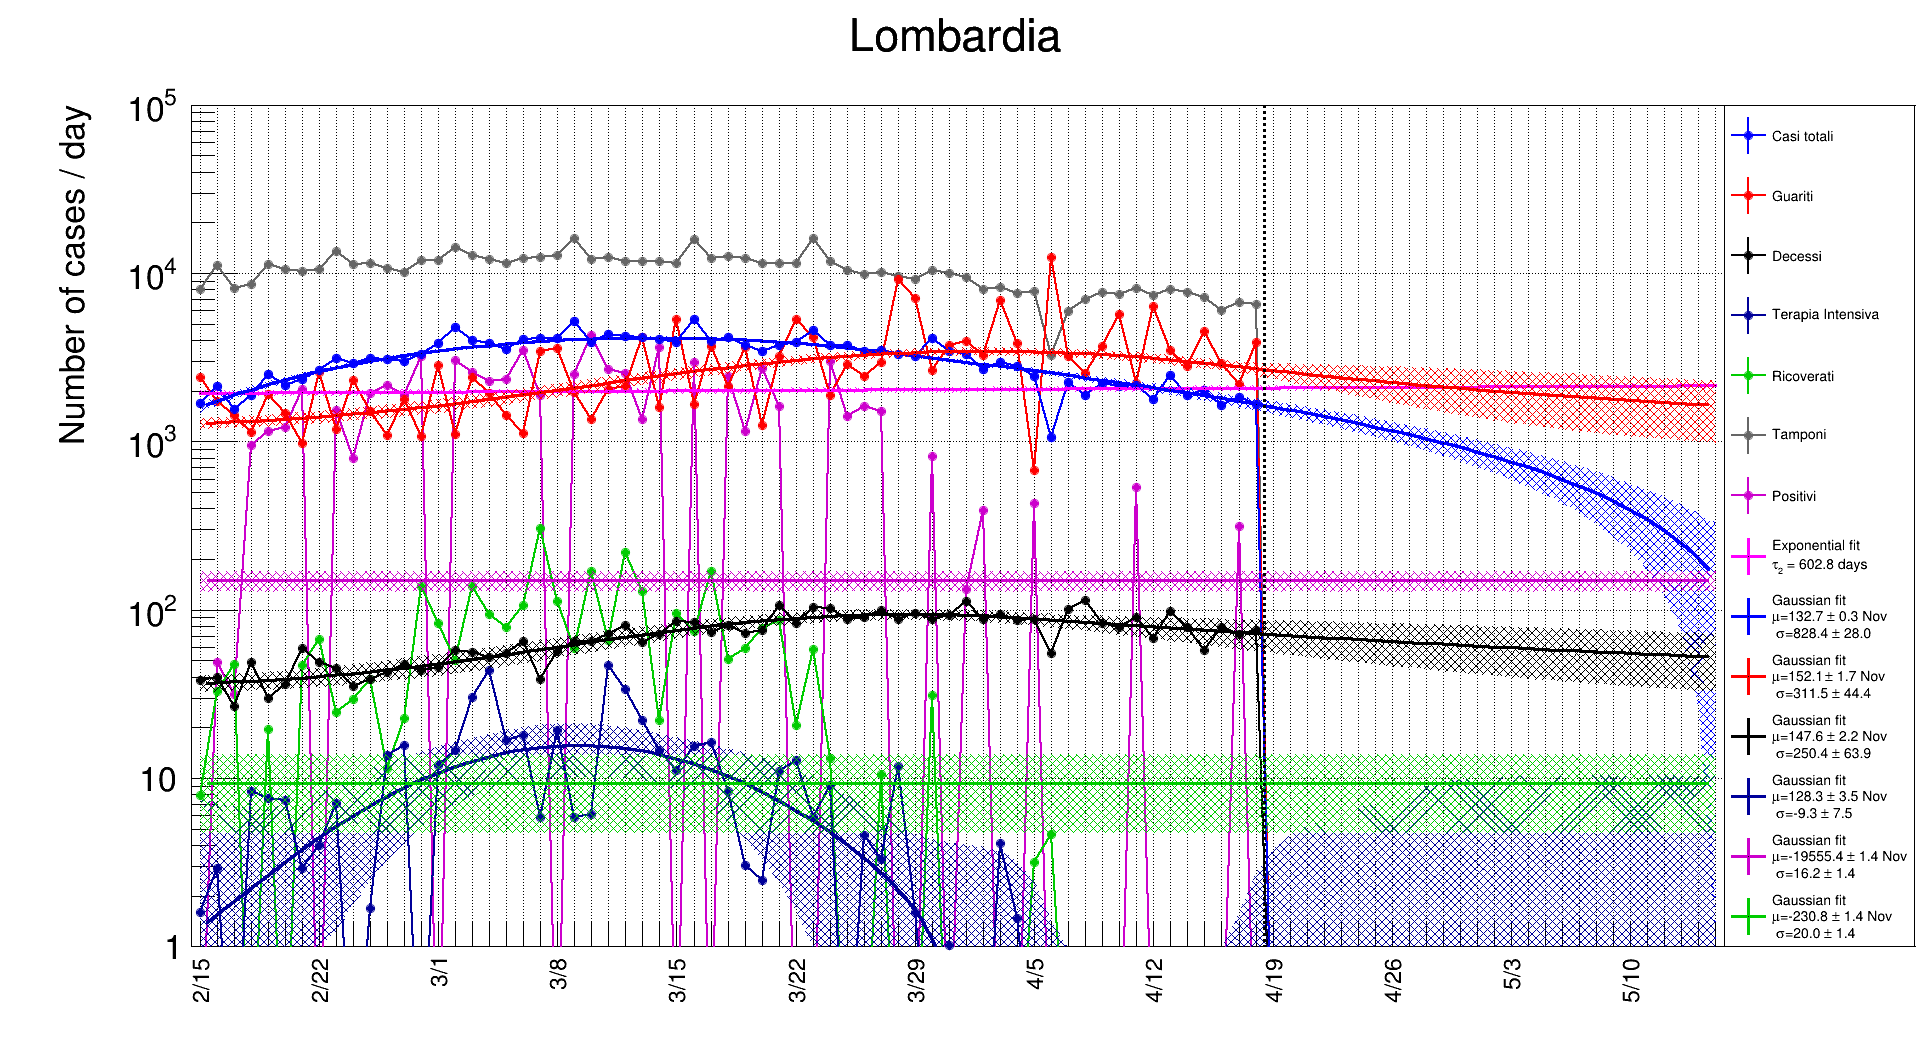 Lombardia
Number of cases / day
10^5
10^4
10^3
10^2
10
1
2/15
2/22
3/1
3/8
3/15
3/22
3/29
4/5
4/12
4/19
4/26
5/3
5/10
Casi totali
Guariti
Decessi
Terapia Intensiva
Ricoverati
Tamponi
Positivi
Exponential fit
τ₂ = 602.8 days
Gaussian fit
μ=132.7 ± 0.3 Nov
σ=828.4 ± 28.0
Gaussian fit
μ=152.1 ± 1.7 Nov
σ=311.5 ± 44.4
Gaussian fit
μ=147.6 ± 2.2 Nov
σ=250.4 ± 63.9
Gaussian fit
μ=128.3 ± 3.5 Nov
σ=-9.3 ± 7.5
Gaussian fit
μ=-19555.4 ± 1.4 Nov
σ=16.2 ± 1.4
Gaussian fit
μ=-230.8 ± 1.4 Nov
σ=20.0 ± 1.4